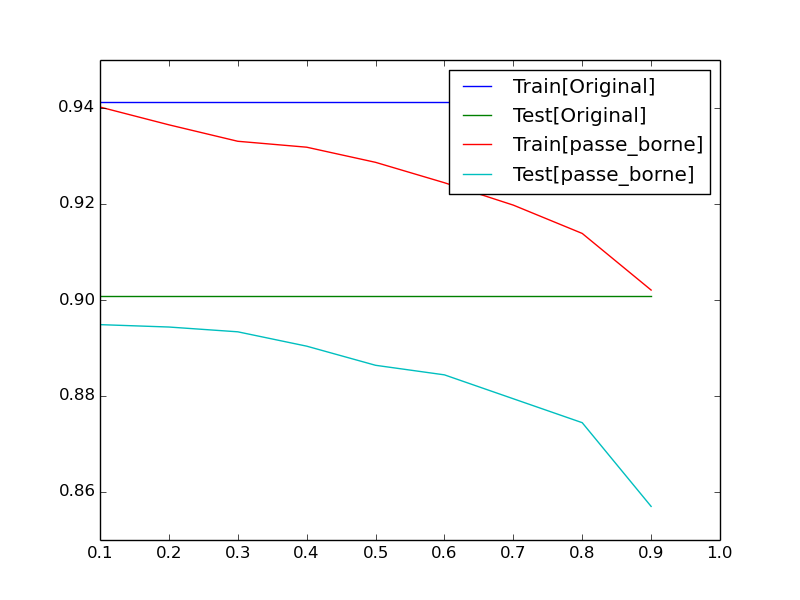 Train[Original]
Test[Original]
Train[passe_borne]
Test[passe_borne]
0.94
0.92
0.90
0.88
0.86
0.1 0.2 0.3 0.4 0.5 0.6 0.7 0.8 0.9 1.0